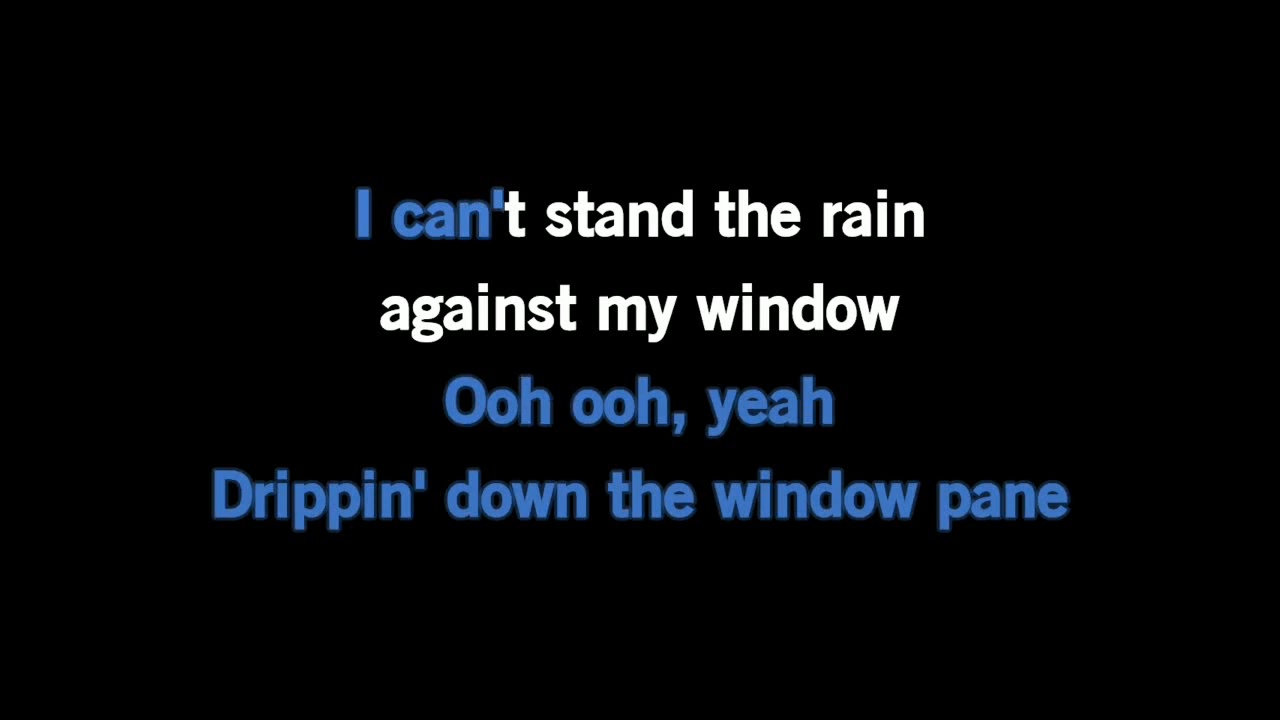 I can't stand the rain
against my window
Ooh ooh, yeah
Drippin' down the window pane